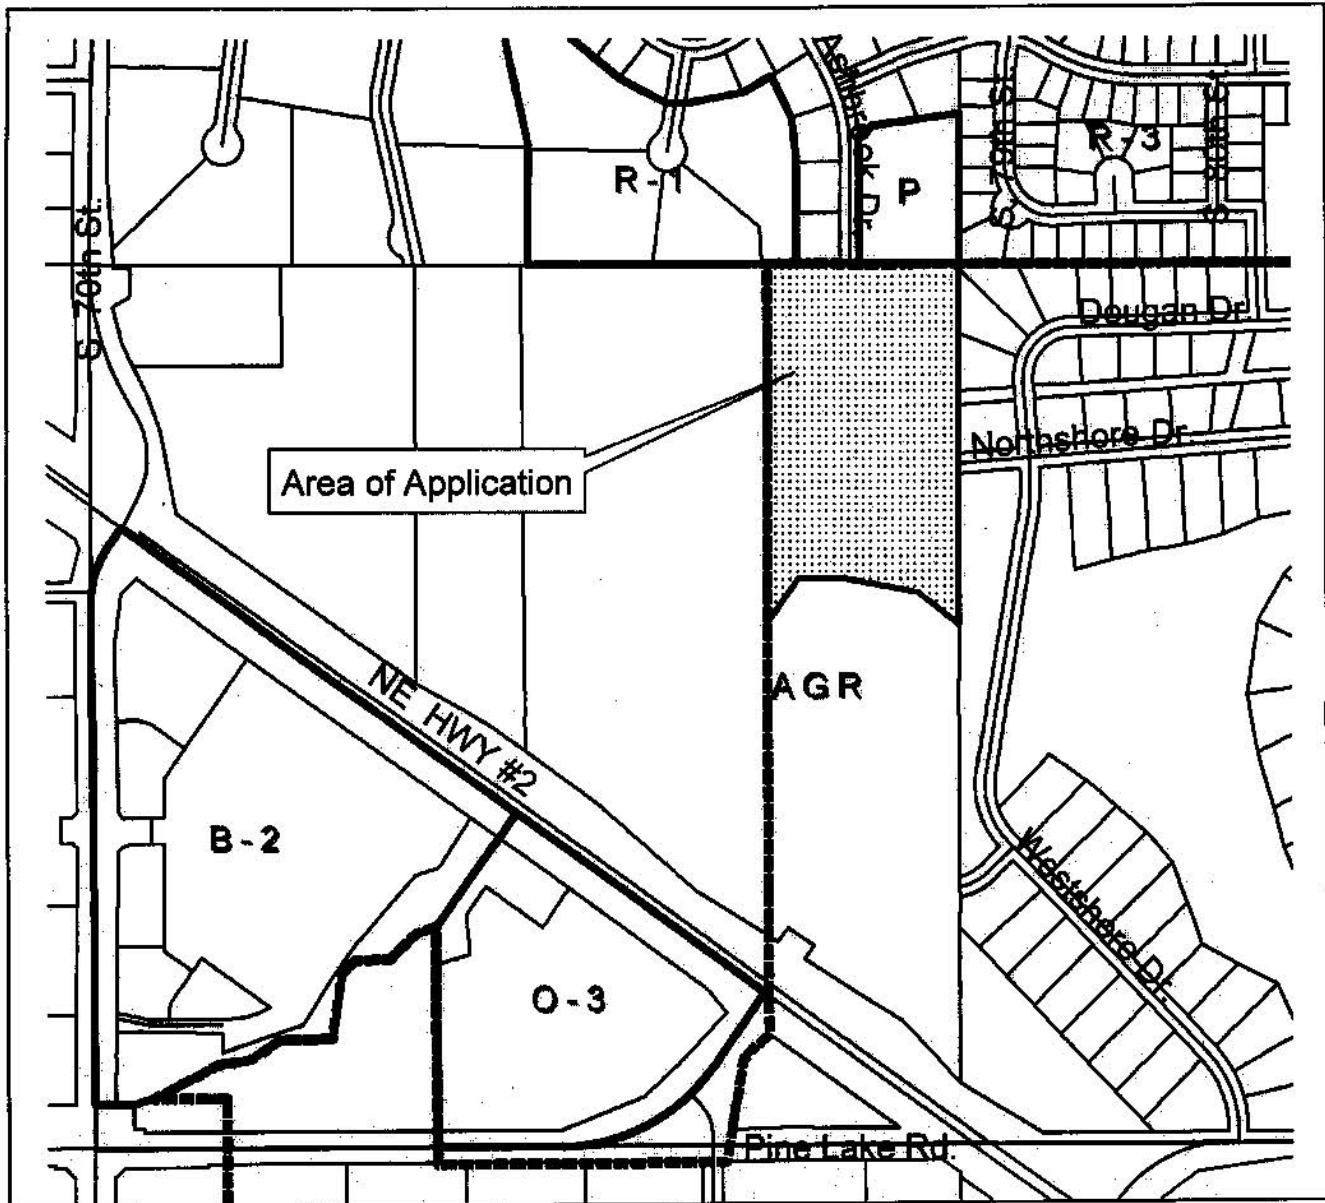 Ashbrook Dr.
R-1
P
R-3
S. 70th St.
Dougan Dr.
Northshore Dr.
Area of Application
AGR
NE HWY #2
B-2
Westshore Dr.
O-3
Pine Lake Rd.